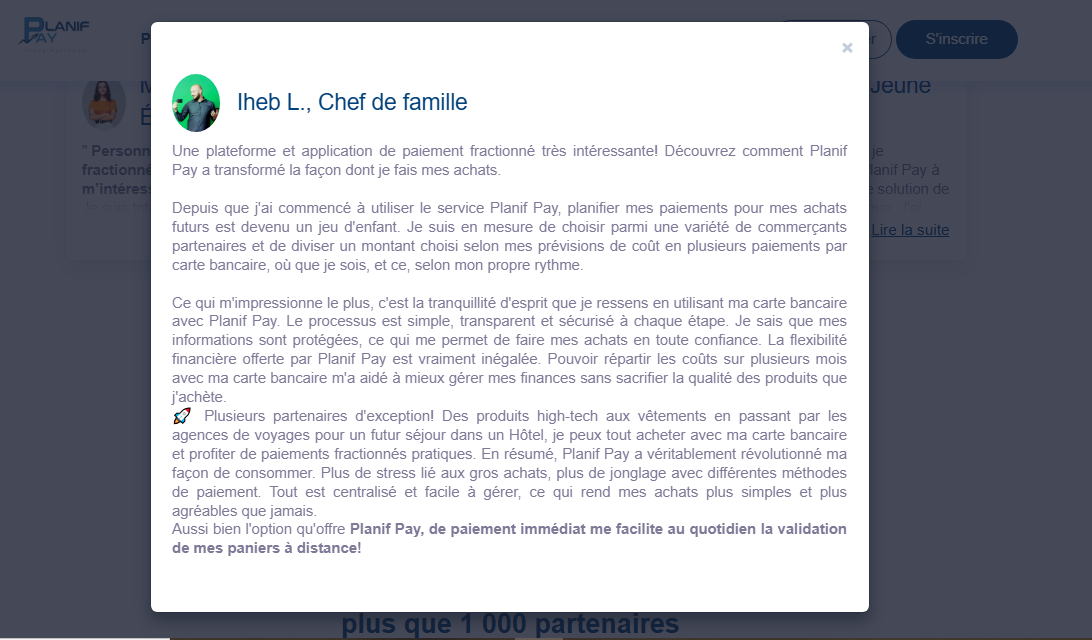 PLANIF
PAY
P
er
S'inscrire
×
Iheb L., Chef de famille
Jeune
É
Une plateforme et application de paiement fractionné très intéressante! Découvrez comment Planif
Pay a transformé la façon dont je fais mes achats.
" Personn
fractionné
m'intéress
je
lanif Pay à
e solution de
Lire la suite
Depuis que j'ai commencé à utiliser le service Planif Pay, planifier mes paiements pour mes achats
futurs est devenu un jeu d'enfant. Je suis en mesure de choisir parmi une variété de commerçants
partenaires et de diviser un montant choisi selon mes prévisions de coût en plusieurs paiements par
carte bancaire, où que je sois, et ce, selon mon propre rythme.
Ce qui m'impressionne le plus, c'est la tranquillité d'esprit que je ressens en utilisant ma carte bancaire
avec Planif Pay. Le processus est simple, transparent et sécurisé à chaque étape. Je sais que mes
informations sont protégées, ce qui me permet de faire mes achats en toute confiance. La flexibilité
financière offerte par Planif Pay est vraiment inégalée. Pouvoir répartir les coûts sur plusieurs mois
avec ma carte bancaire m'a aidé à mieux gérer mes finances sans sacrifier la qualité des produits que
j'achète.
🚀 Plusieurs partenaires d'exception! Des produits high-tech aux vêtements en passant par les
agences de voyages pour un futur séjour dans un Hôtel, je peux tout acheter avec ma carte bancaire
et profiter de paiements fractionnés pratiques. En résumé, Planif Pay a véritablement révolutionné ma
façon de consommer. Plus de stress lié aux gros achats, plus de jonglage avec différentes méthodes
de paiement. Tout est centralisé et facile à gérer, ce qui rend mes achats plus simples et plus
agréables que jamais.
Aussi bien l'option qu'offre Planif Pay, de paiement immédiat me facilite au quotidien la validation
de mes paniers à distance!
plus que 1 000 partenaires